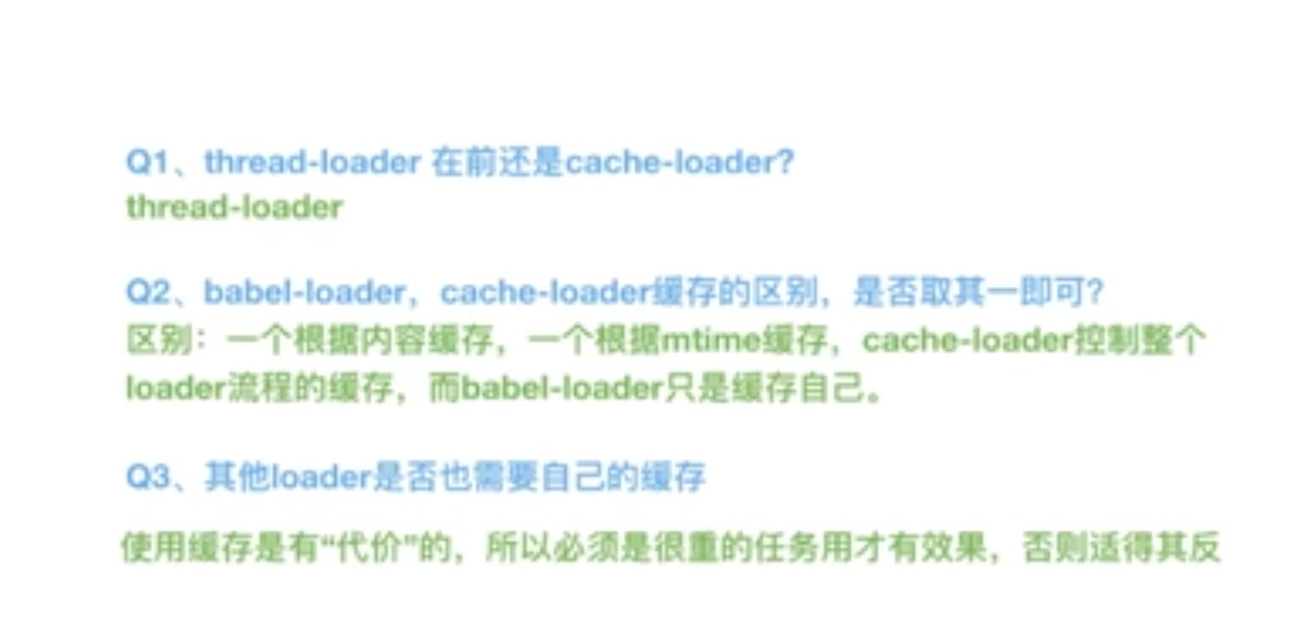 Q1、thread-loader 在前还是cache-loader?
thread-loader
Q2、babel-loader，cache-loader缓存的区别，是否取其一即可?
区别：一个根据内容缓存，一个根据mtime缓存，cache-loader控制整个
loader流程的缓存，而babel-loader只是缓存自己。
Q3、其他loader是否也需要自己的缓存
使用缓存是有“代价”的，所以必须是很重的任务用才有效果，否则适得其反